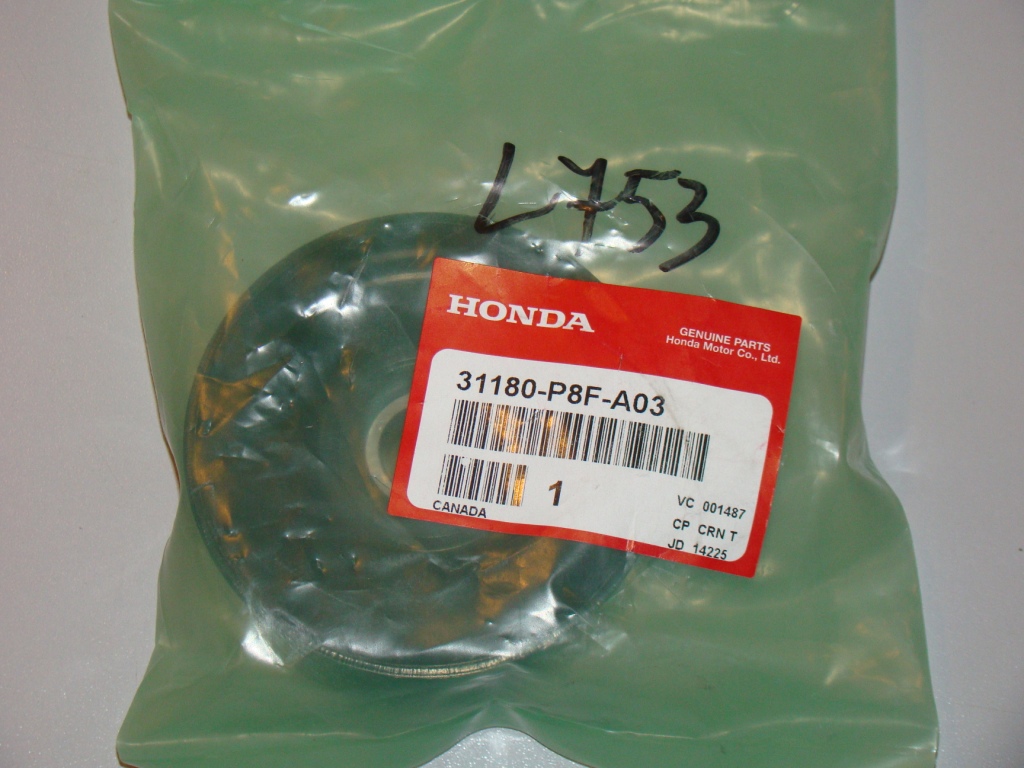 L753
HONDA
GENUINE PARTS
Honda Motor Co., Ltd.
31180-P8F-A03
1
CANADA
VC 001487
CP CRN T
JD 14225